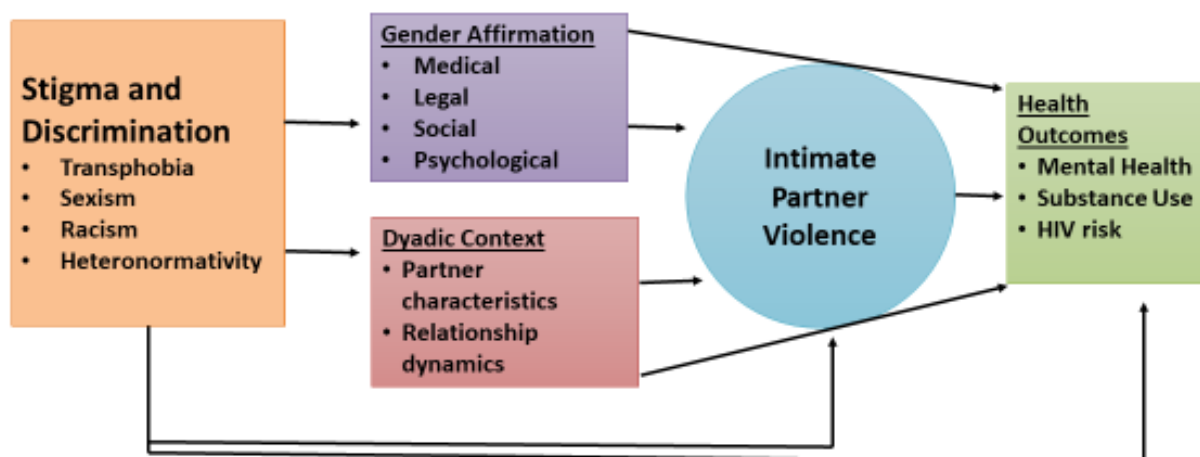 Stigma and
Discrimination
• Transphobia
• Sexism
• Racism
• Heteronormativity
Gender Affirmation
• Medical
• Legal
• Social
• Psychological
Dyadic Context
• Partner
characteristics
• Relationship
dynamics
Intimate
Partner
Violence
Health
Outcomes
• Mental Health
• Substance Use
• HIV risk